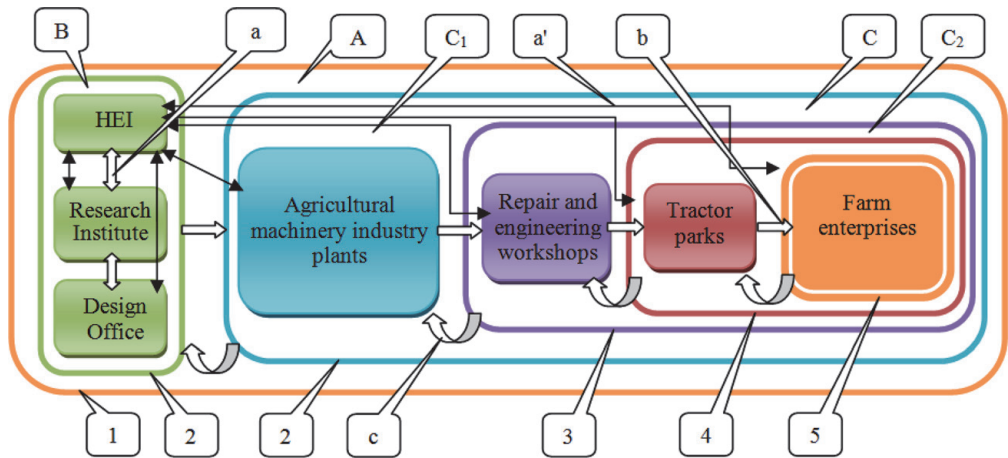 B
a
A
C₁
a'
b
C
C₂
HEI
Research
Institute
Design
Office
Agricultural
machinery industry
plants
Repair and
engineering
workshops
Tractor
parks
Farm
enterprises
1
2
2
c
3
4
5